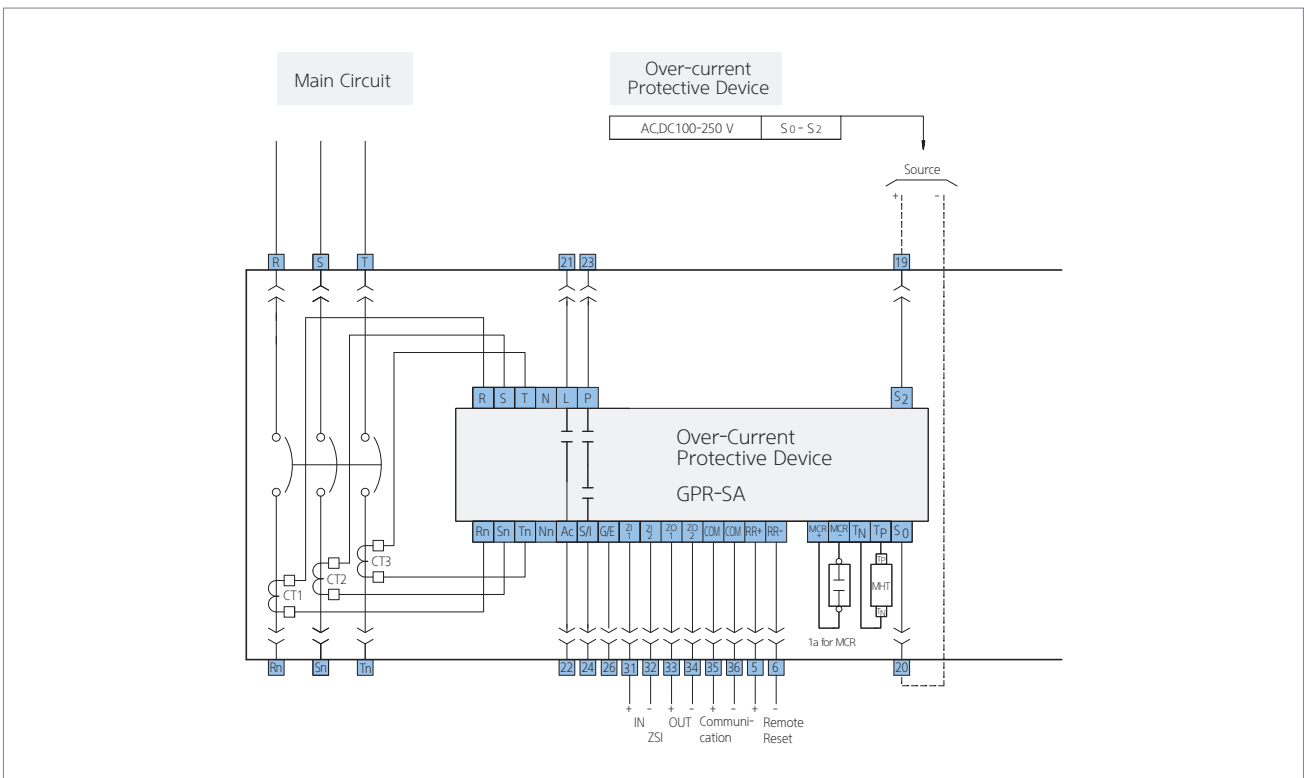 Main Circuit
Over-current
Protective Device
AC,DC100-250 V
S0 - S2
Source
+ -
R S T 21 23 19
R S T N L P S2
Over-Current
Protective Device
GPR-SA
Rn Sn Tn Nn Ac S/I G/E ZI 1 ZI 2 ZO 1 ZO 2 COM COM RR+ RR- MCR + MCR - TN TP S0
CT3
CT2
CT1
TP
MHT
TN
1a for MCR
Rn Sn Tn 22 24 26 31 32 33 34 35 36 5 6 20
+ - + - + - + -
IN OUT Communi- Remote
ZSI cation Reset